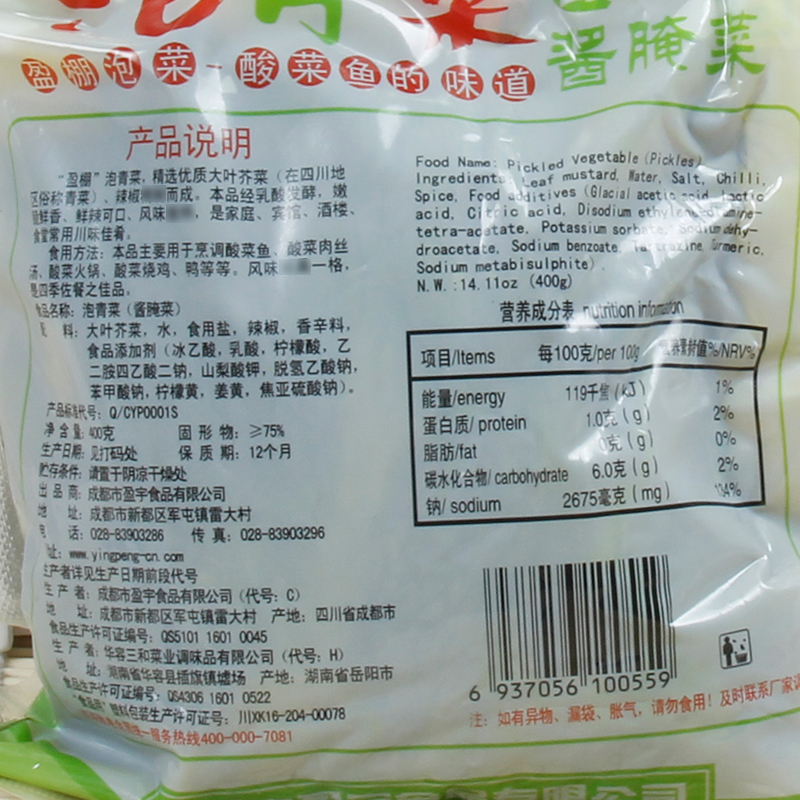 菜
酱腌菜
盈棚泡菜-酸菜鱼的味道
产品说明
“盈棚”泡青菜，精选优质大叶芥菜（在四川地
区俗称青菜）、辣椒 而成。本品经乳酸发酵，嫩
鲜香、鲜辣可口、风味 ，是家庭、宾馆、酒楼、
食堂常用川味佳肴。
食用方法：本品主要用于烹调酸菜鱼、酸菜肉丝
汤、酸菜火锅、酸菜烧鸡、鸭等等。风味 一格，
是四季佐餐之佳品。
食品名称：泡青菜（酱腌菜）
配 料：大叶芥菜，水，食用盐，辣椒，香辛料，
食品添加剂（冰乙酸，乳酸，柠檬酸，乙
二胺四乙酸二钠，山梨酸钾，脱氢乙酸钠，
苯甲酸钠，柠檬黄，姜黄，焦亚硫酸钠）。
产品标准代号：Q/CYP0001S
净含量：400克 固形物：≥75%
生产日期：见打码处 保质期：12个月
贮存条件：请置于阴凉干燥处
出品商：成都市盈宇食品有限公司
地 址：成都市新都区军屯镇雷大村
电 话：028-83903286 传真：028-83903296
网址：www.yingpeng-cn.com
生产者详见生产日期前段代号
生产者：成都市盈宇食品有限公司（代号：C）
地 址：成都市新都区军屯镇雷大村 产地：四川省成都市
食品生产许可证编号：QS5101 1601 0045
生产者：华容三和菜业调味品有限公司（代号：H）
地 址：湖南省华容县插旗镇墟场 产地：湖南省岳阳市
食品生产许可证编号：QS4306 1601 0522
“食品用”塑料包装生产许可证号：川XK16-204-00078
服务热线400-000-7081
Food Name: Pickled Vegetable (Pickles)
Ingredients: Leaf mustard, Water, Salt, Chilli,
Spice, Food additives (Glacial acetic acid, Lactic
acid, Citric acid, Disodium ethylenediamine-
tetra-acetate, Potassium sorbate, Sodium dehy-
droacetate, Sodium benzoate, Tartrazine, Turmeric,
Sodium metabisulphite).
N.W.:14.11oz (400g)
营养成分表 nutrition information
项目/Items 每100克/per 100g 营养素参考值%/NRV%
能量/energy 119千焦(kJ) 1%
蛋白质/protein 1.0克(g) 2%
脂肪/fat 0克(g) 0%
碳水化合物/carbohydrate 6.0克(g) 2%
钠/sodium 2675毫克(mg) 134%
6 937056 100559
注：如有异物、漏袋、胀气，请勿食用！及时联系厂家